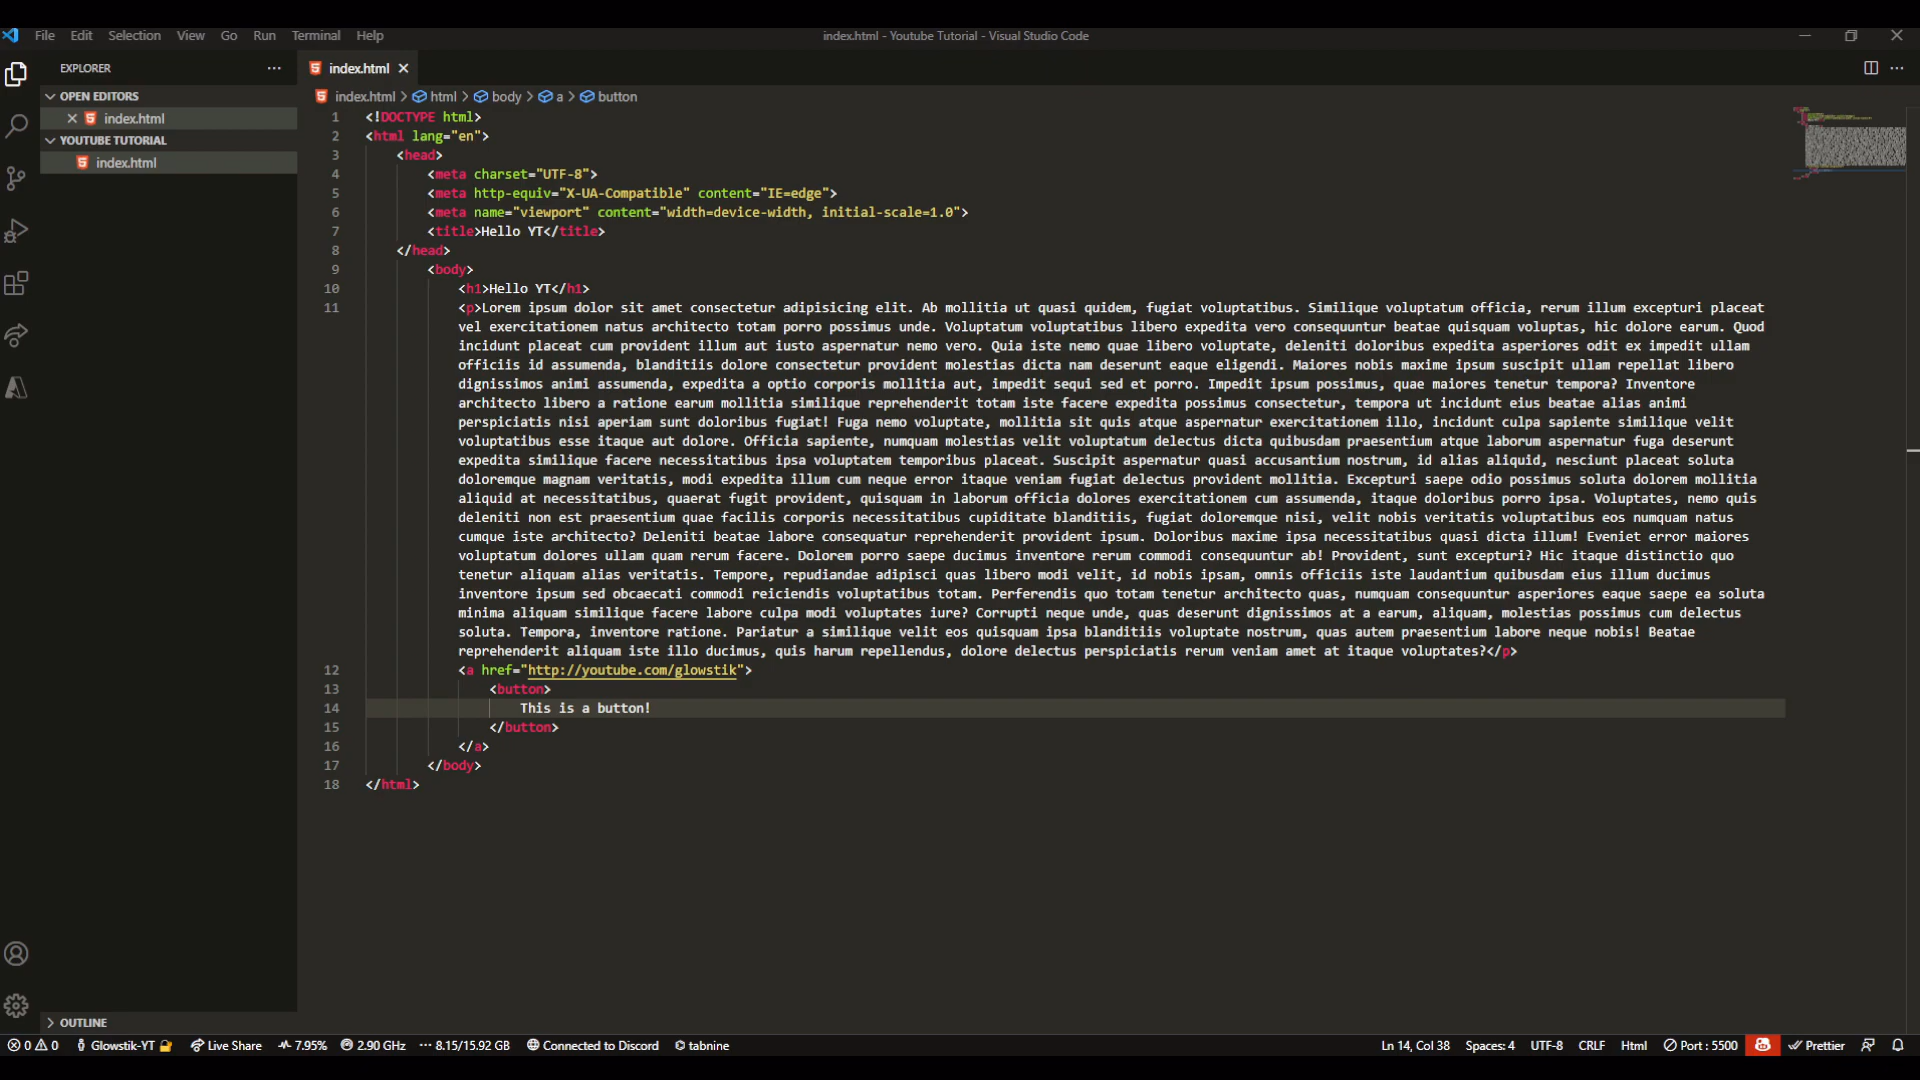 File Edit Selection View Go Run Terminal Help
index.html - Youtube Tutorial - Visual Studio Code
EXPLORER
OPEN EDITORS
index.html
YOUTUBE TUTORIAL
index.html
OUTLINE
index.html
index.html > html > body > a > button
1 <!DOCTYPE html>
2 <html lang="en">
3 <head>
4 <meta charset="UTF-8">
5 <meta http-equiv="X-UA-Compatible" content="IE=edge">
6 <meta name="viewport" content="width=device-width, initial-scale=1.0">
7 <title>Hello YT</title>
8 </head>
9 <body>
10 <h1>Hello YT</h1>
11 <p>Lorem ipsum dolor sit amet consectetur adipisicing elit. Ab mollitia ut quasi quidem, fugiat voluptatibus. Similique voluptatum officia, rerum illum excepturi placeat
vel exercitationem natus architecto totam porro possimus unde. Voluptatum voluptatibus libero expedita vero consequuntur beatae quisquam voluptas, hic dolore earum. Quod
incidunt placeat cum provident illum aut iusto aspernatur nemo vero. Quia iste nemo quae libero voluptate, deleniti doloribus expedita asperiores odit ex impedit ullam
officiis id assumenda, blanditiis dolore consectetur provident molestias dicta nam deserunt eaque eligendi. Maiores nobis maxime ipsum suscipit ullam repellat libero
dignissimos animi assumenda, expedita a optio corporis mollitia aut, impedit sequi sed et porro. Impedit ipsum possimus, quae maiores tenetur tempora? Inventore
architecto libero a ratione earum mollitia similique reprehenderit totam iste facere expedita possimus consectetur, tempora ut incidunt eius beatae alias animi
perspiciatis nisi aperiam sunt doloribus fugiat! Fuga nemo voluptate, mollitia sit quis atque aspernatur exercitationem illo, incidunt culpa sapiente similique velit
voluptatibus esse itaque aut dolore. Officia sapiente, numquam molestias velit voluptatum delectus dicta quibusdam praesentium atque laborum aspernatur fuga deserunt
expedita similique facere necessitatibus ipsa voluptatem temporibus placeat. Suscipit aspernatur quasi accusantium nostrum, id alias aliquid, nesciunt placeat soluta
doloremque magnam veritatis, modi expedita illum cum neque error itaque veniam fugiat delectus provident mollitia. Excepturi saepe odio possimus soluta dolorem mollitia
aliquid at necessitatibus, quaerat fugit provident, quisquam in laborum officia dolores exercitationem cum assumenda, itaque doloribus porro ipsa. Voluptates, nemo quis
deleniti non est praesentium quae facilis corporis necessitatibus cupiditate blanditiis, fugiat doloremque nisi, velit nobis veritatis voluptatibus eos numquam natus
cumque iste architecto? Deleniti beatae labore consequatur reprehenderit provident ipsum. Doloribus maxime ipsa necessitatibus quasi dicta illum! Eveniet error maiores
voluptatum dolores ullam quam rerum facere. Dolorem porro saepe ducimus inventore rerum commodi consequuntur ab! Provident, sunt excepturi? Hic itaque distinctio quo
tenetur aliquam alias veritatis. Tempore, repudiandae adipisci quas libero modi velit, id nobis ipsam, omnis officiis iste laudantium quibusdam eius illum ducimus
inventore ipsum sed obcaecati commodi reiciendis voluptatibus totam. Perferendis quo totam tenetur architecto quas, numquam consequuntur asperiores eaque saepe ea soluta
minima aliquam similique facere labore culpa modi voluptates iure? Corrupti neque unde, quas deserunt dignissimos at a earum, aliquam, molestias possimus cum delectus
soluta. Tempora, inventore ratione. Pariatur a similique velit eos quisquam ipsa blanditiis voluptate nostrum, quas autem praesentium labore neque nobis! Beatae
reprehenderit aliquam iste illo ducimus, quis harum repellendus, dolore delectus perspiciatis rerum veniam amet at itaque voluptates?</p>
12 <a href="http://youtube.com/glowstik">
13 <button>
14 This is a button!
15 </button>
16 </a>
17 </body>
18 </html>
0 0 Glowstik-YT Live Share 7.95% 2.90 GHz 8.15/15.92 GB Connected to Discord tabnine Ln 14, Col 38 Spaces: 4 UTF-8 CRLF Html Port : 5500 Prettier